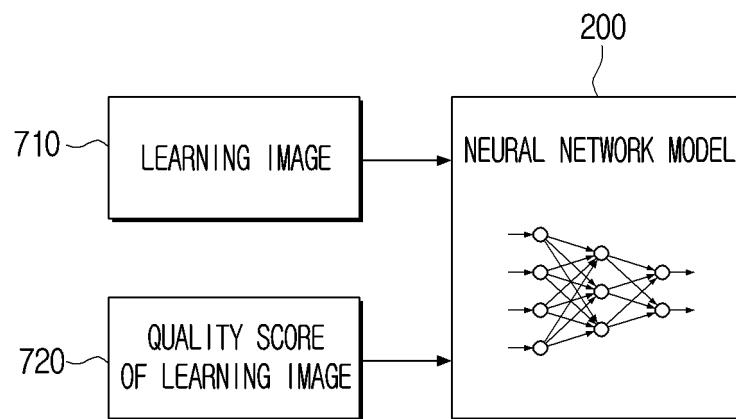 200
710
LEARNING IMAGE
NEURAL NETWORK MODEL
720
QUALITY SCORE
OF LEARNING IMAGE